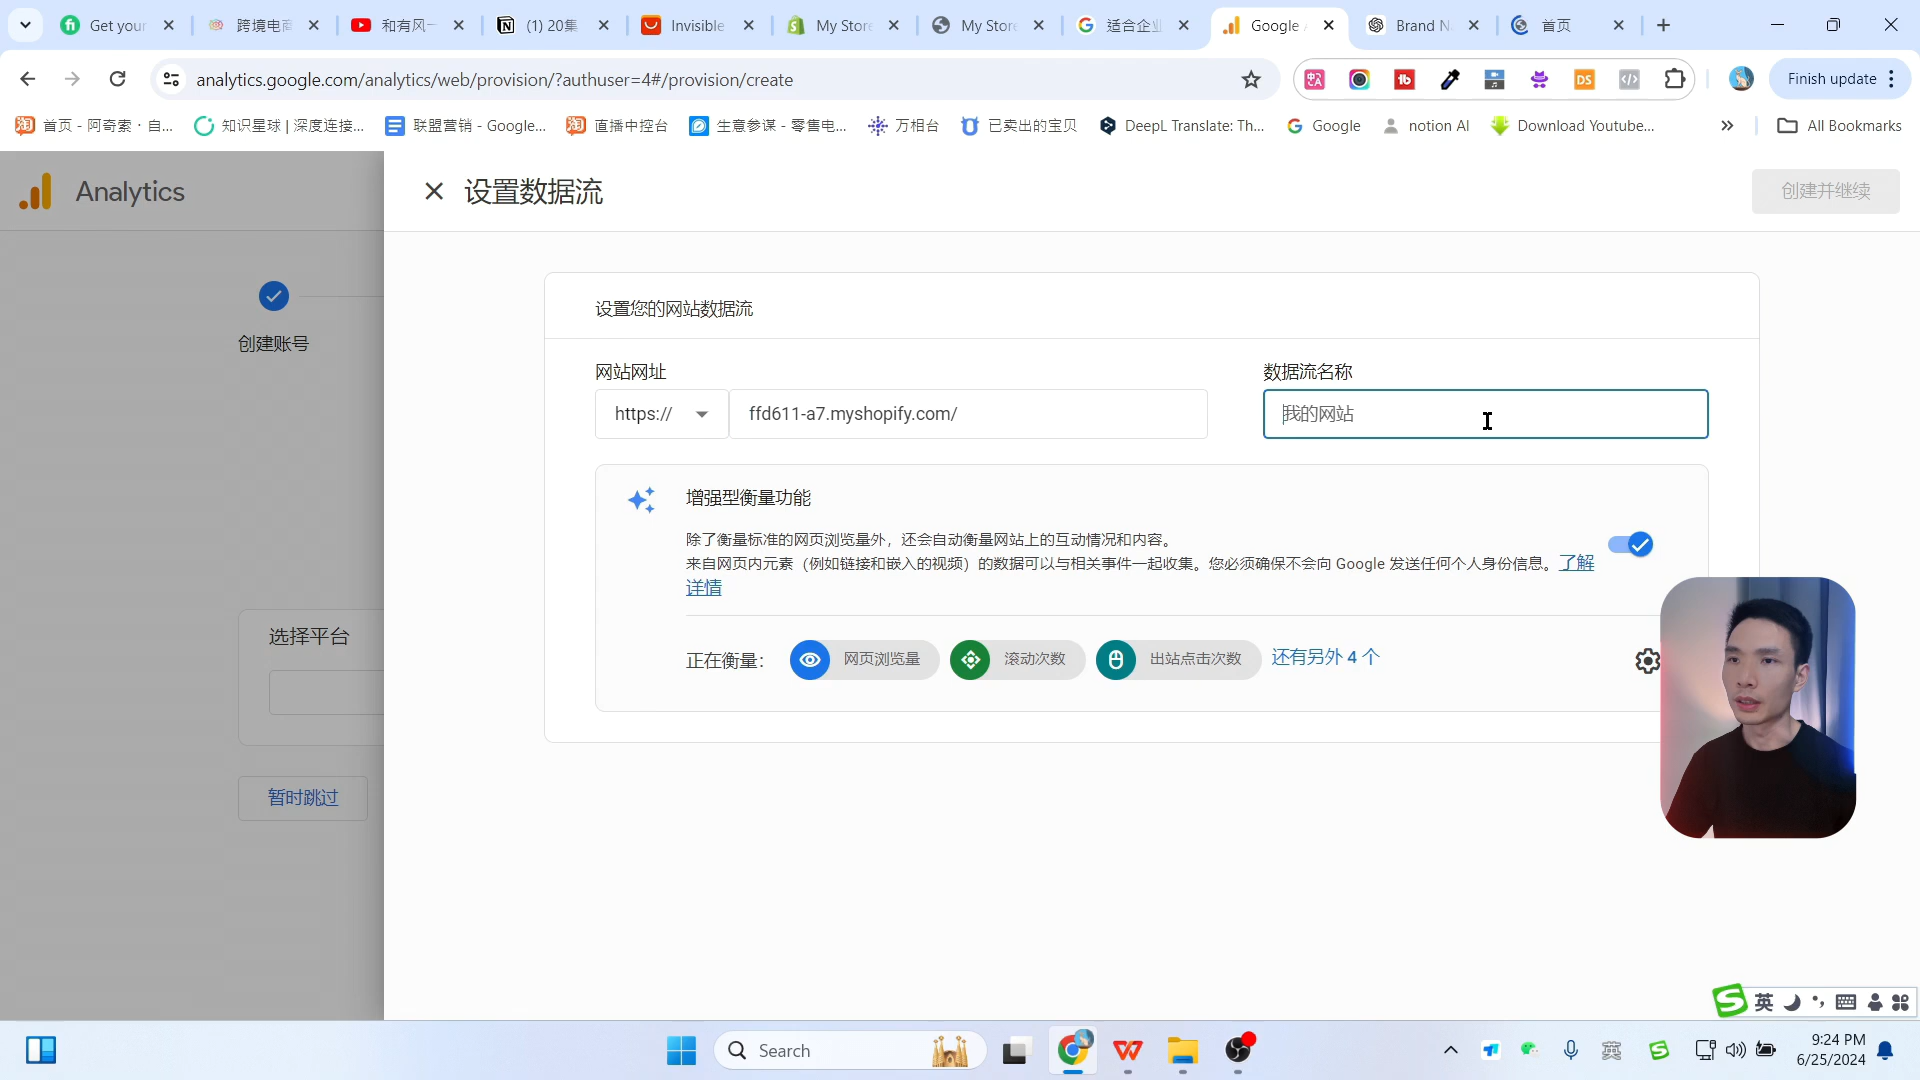 Get your
跨境电商
和有风一
(1) 20集
Invisible
My Store
My Store
适合企业
Google
Brand N
首页
analytics.google.com/analytics/web/provision/?authuser=4#/provision/create
Finish update
首页 - 阿奇索 · 自...
知识星球 | 深度连接...
联盟营销 - Google...
直播中控台
生意参谋 - 零售电...
万相台
已卖出的宝贝
DeepL Translate: Th...
Google
notion AI
Download Youtube...
All Bookmarks
Analytics
设置数据流
创建并继续
创建账号
设置您的网站数据流
网站网址
数据流名称
https://
ffd611-a7.myshopify.com/
我的网站
增强型衡量功能
除了衡量标准的网页浏览量外，还会自动衡量网站上的互动情况和内容。
来自网页内元素（例如链接和嵌入的视频）的数据可以与相关事件一起收集。您必须确保不会向 Google 发送任何个人身份信息。了解
详情
选择平台
正在衡量：
网页浏览量
滚动次数
出站点击次数
还有另外 4 个
暂时跳过
英
Search
英
9:24 PM
6/25/2024